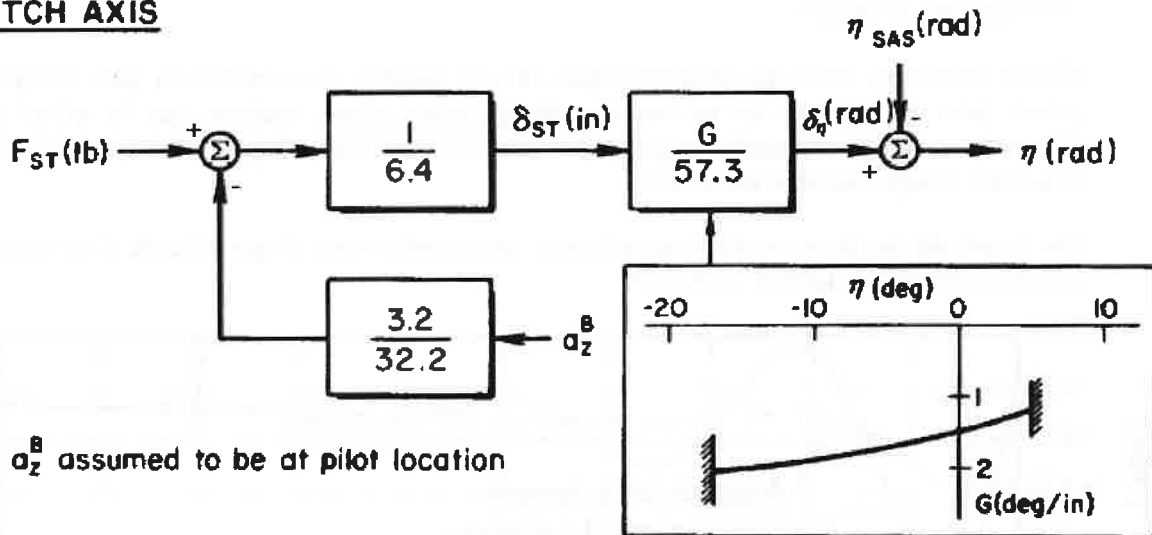 TCH AXIS
η SAS (rad)
F ST (lb)
+
Σ
-
1
6.4
δ ST (in)
G
57.3
δ η (rad)
-
Σ
+
η (rad)
3.2
32.2
a z B
η (deg)
-20
-10
0
10
1
2
G(deg/in)
a z B assumed to be at pilot location